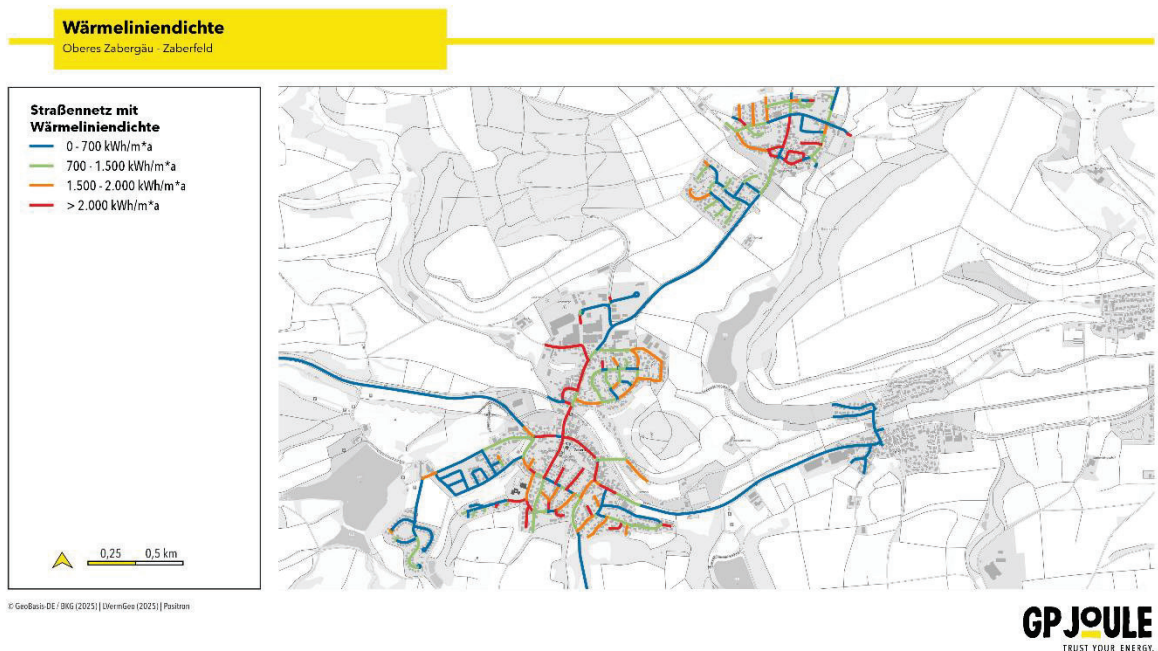 Wärmeliniendichte
Oberes Zabergäu - Zaberfeld
Straßennetz mit
Wärmeliniendichte
0 - 700 kWh/m*a
700 - 1.500 kWh/m*a
1.500 - 2.000 kWh/m*a
> 2.000 kWh/m*a
0,25 0,5 km
© GeoBasis-DE / BKG (2025) | LVermGeo (2025) | Positron
GP JOULE
TRUST YOUR ENERGY.